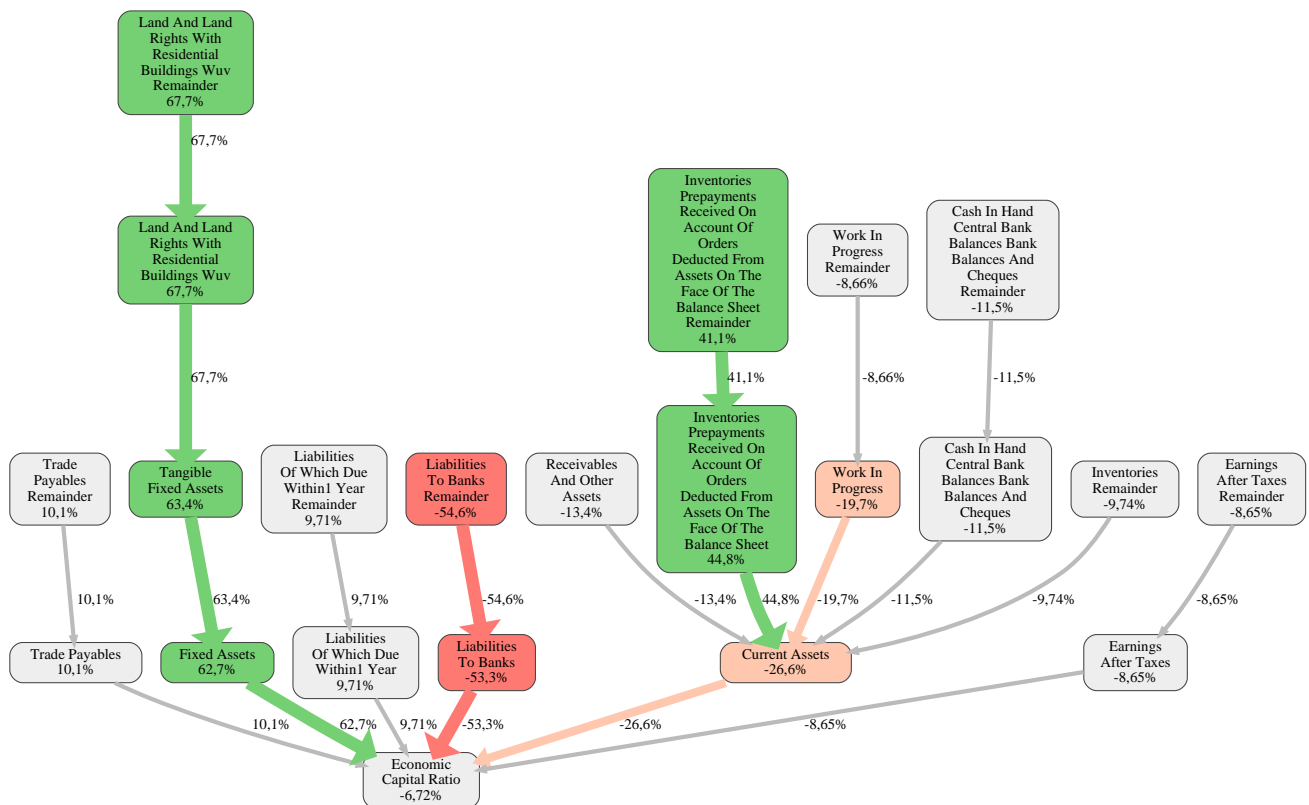 Land And Land
Rights With
Residential
Buildings Wuv
Remainder
67,7%
67,7%
Inventories
Prepayments
Received On
Account Of
Orders
Deducted From
Assets On The
Face Of The
Balance Sheet
Remainder
41,1%
Work In
Progress
Remainder
-8,66%
Cash In Hand
Central Bank
Balances Bank
Balances And
Cheques
Remainder
-11,5%
Land And Land
Rights With
Residential
Buildings Wuv
67,7%
67,7%
41,1%
-8,66%
-11,5%
Trade
Payables
Remainder
10,1%
Tangible
Fixed Assets
63,4%
Liabilities
Of Which Due
Within1 Year
Remainder
9,71%
Liabilities
To Banks
Remainder
-54,6%
Receivables
And Other
Assets
-13,4%
Inventories
Prepayments
Received On
Account Of
Orders
Deducted From
Assets On The
Face Of The
Balance Sheet
44,8%
Work In
Progress
-19,7%
Cash In Hand
Central Bank
Balances Bank
Balances And
Cheques
-11,5%
Inventories
Remainder
-9,74%
Earnings
After Taxes
Remainder
-8,65%
10,1%
63,4%
9,71%
-54,6%
-13,4%
44,8%
-19,7%
-11,5%
-9,74%
-8,65%
Trade Payables
10,1%
Fixed Assets
62,7%
Liabilities
Of Which Due
Within1 Year
9,71%
Liabilities
To Banks
-53,3%
Current Assets
-26,6%
Earnings
After Taxes
-8,65%
10,1%
62,7%
9,71%
-53,3%
-26,6%
-8,65%
Economic
Capital Ratio
-6,72%